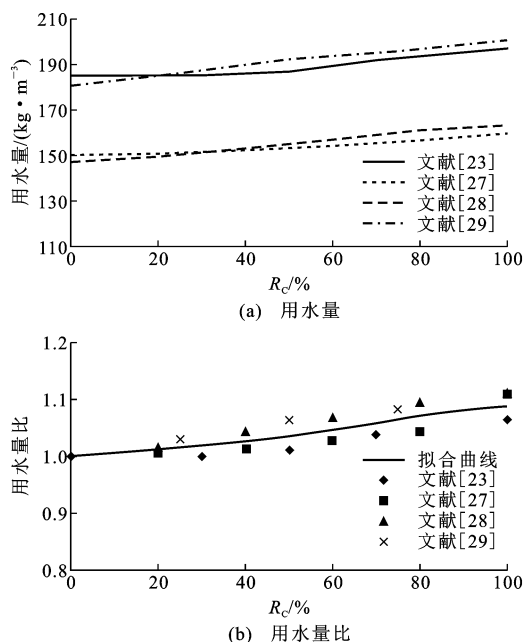 210
190
170
150
130
110
用水量/(kg·m⁻³)
文献[23]
文献[27]
文献[28]
文献[29]
0 20 40 60 80 100
R_C/%
(a) 用水量
1.2
1.1
1.0
0.9
0.8
用水量比
拟合曲线
文献[23]
文献[27]
文献[28]
文献[29]
0 20 40 60 80 100
R_C/%
(b) 用水量比